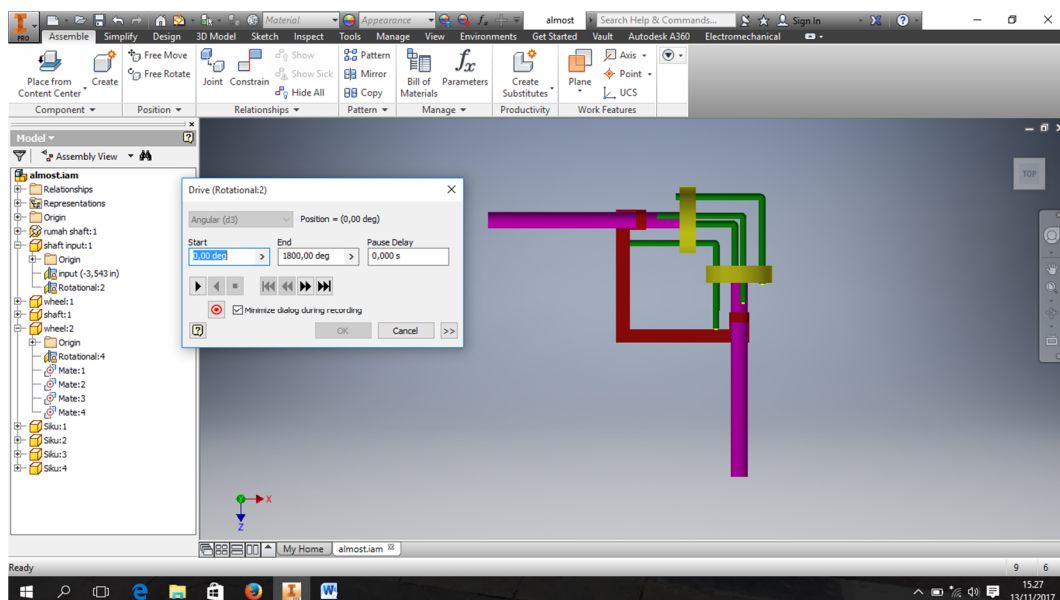 Material
Appearance
almost
Search Help & Commands...
Sign In
PRO
Assemble Simplify Design 3D Model Sketch Inspect Tools Manage View Environments Get Started Vault Autodesk A360 Electromechanical
Place from Content Center
Create
Free Move
Free Rotate
Component
Position
Joint
Constrain
Show
Show Sick
Hide All
Relationships
Pattern
Mirror
Copy
Pattern
Bill of Materials
fx
Parameters
Manage
Create Substitutes
Productivity
Plane
Axis
Point
UCS
Work Features
Model
Assembly View
almost.iam
Relationships
Representations
Origin
rumah shaft:1
shaft input:1
Origin
input (-3,543 in)
Rotational:2
wheel:1
shaft:1
wheel:2
Origin
Rotational:4
Mate:1
Mate:2
Mate:3
Mate:4
Siku:1
Siku:2
Siku:3
Siku:4
Drive (Rotational:2)
Angular (d3)
Position = (0,00 deg)
Start
End
Pause Delay
0,00 deg
1800,00 deg
0,000 s
Minimize dialog during recording
OK
Cancel
>>
TOP
X
Z
My Home
almost.iam
Ready
9 6
15.27
13/11/2017